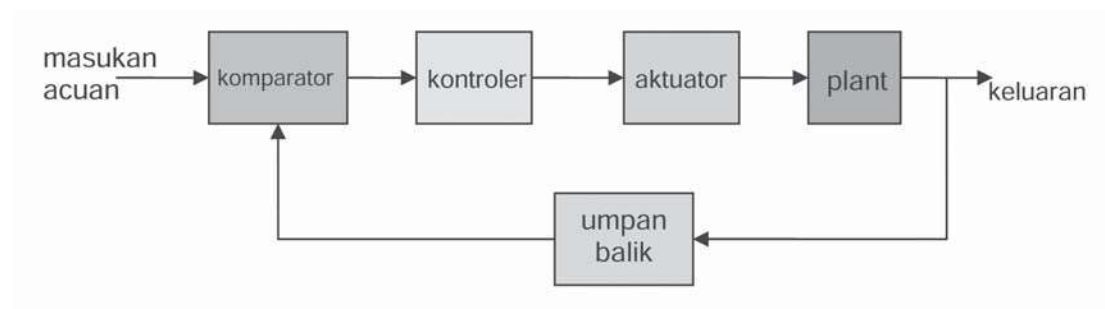 masukan
acuan
komparator
kontroler
aktuator
plant
keluaran
umpan
balik